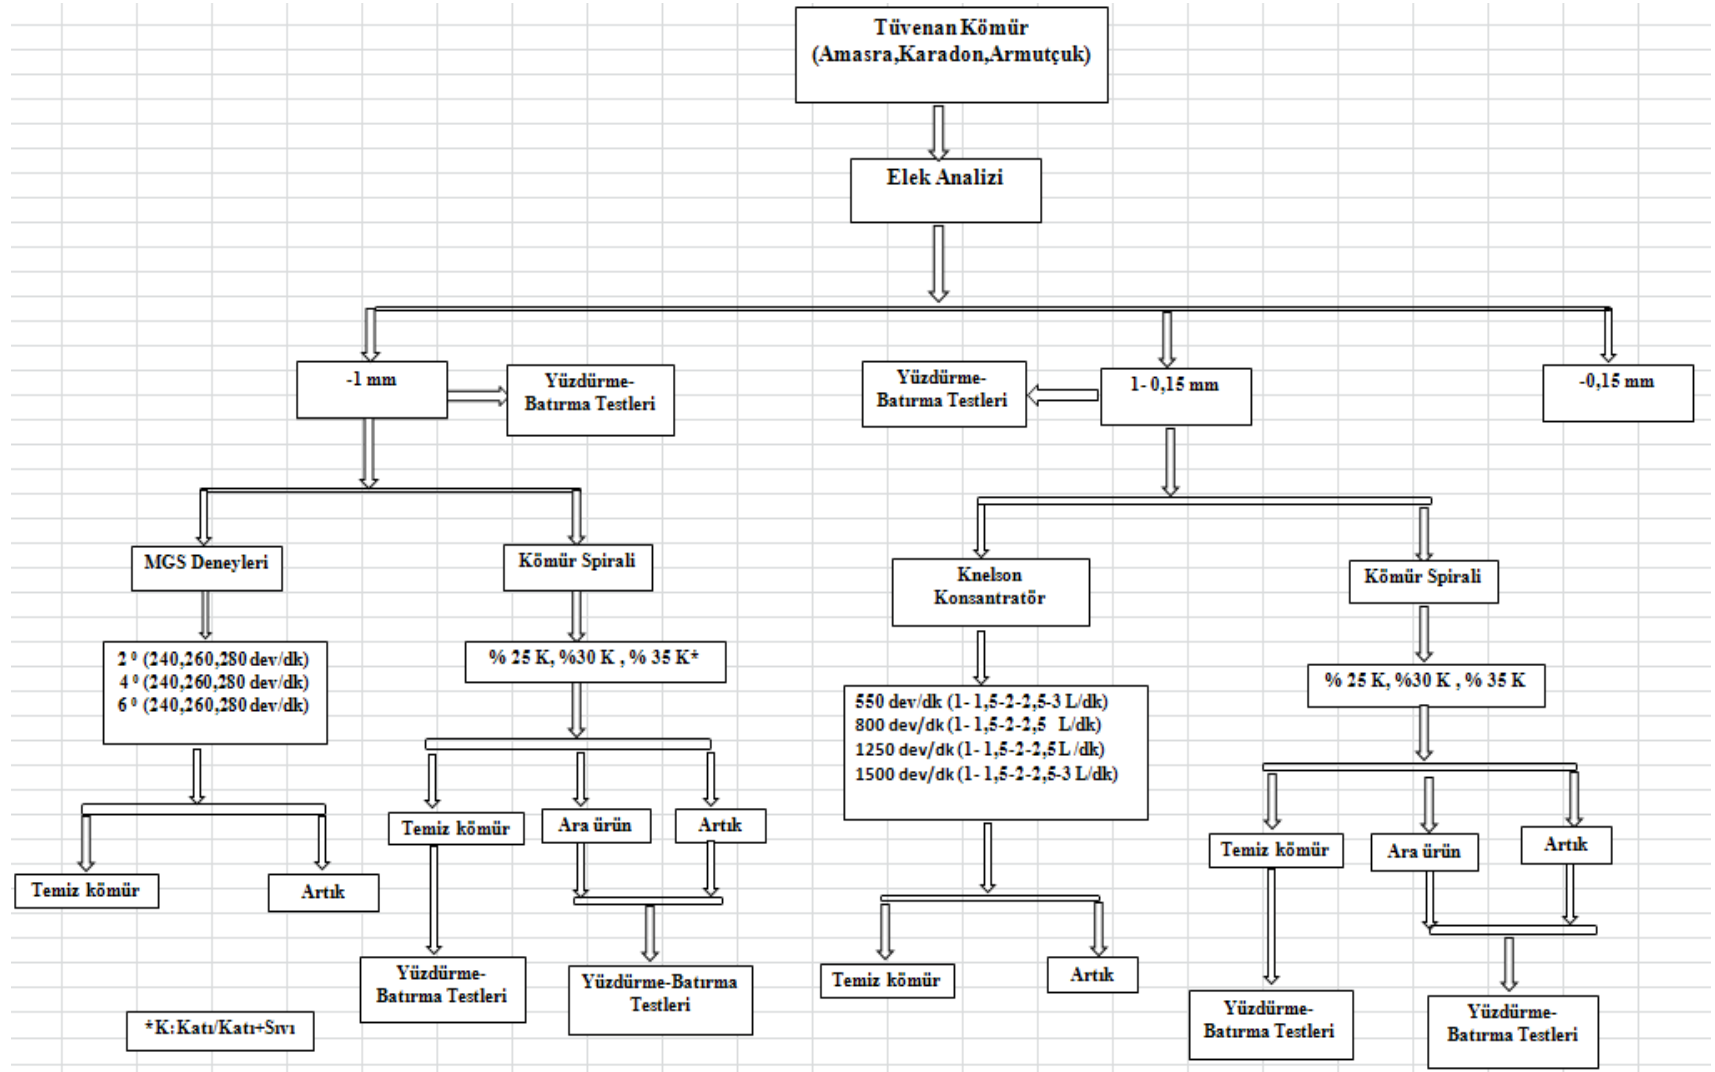 Tüvenan Kömür
(Amasra,Karadon,Armutçuk)
Elek Analizi
-1 mm
Yüzdürme-
Batırma Testleri
Yüzdürme-
Batırma Testleri
1- 0,15 mm
-0,15 mm
MGS Deneyleri
Kömür Spirali
Knelson
Konsantratör
Kömür Spirali
2 ⁰ (240,260,280 dev/dk)
4 ⁰ (240,260,280 dev/dk)
6 ⁰ (240,260,280 dev/dk)
% 25 K, %30 K , % 35 K*
550 dev/dk (1- 1,5-2-2,5-3 L/dk)
800 dev/dk (1- 1,5-2-2,5 L/dk)
1250 dev/dk (1- 1,5-2-2,5 L /dk)
1500 dev/dk (1- 1,5-2-2,5-3 L/dk)
% 25 K, %30 K , % 35 K
Temiz kömür
Artık
Temiz kömür
Ara ürün
Artık
Temiz kömür
Artık
Temiz kömür
Ara ürün
Artık
Yüzdürme-
Batırma Testleri
Yüzdürme-Batırma
Testleri
Yüzdürme-
Batırma Testleri
Yüzdürme-
Batırma Testleri
*K:Katı/Katı+Sıvı